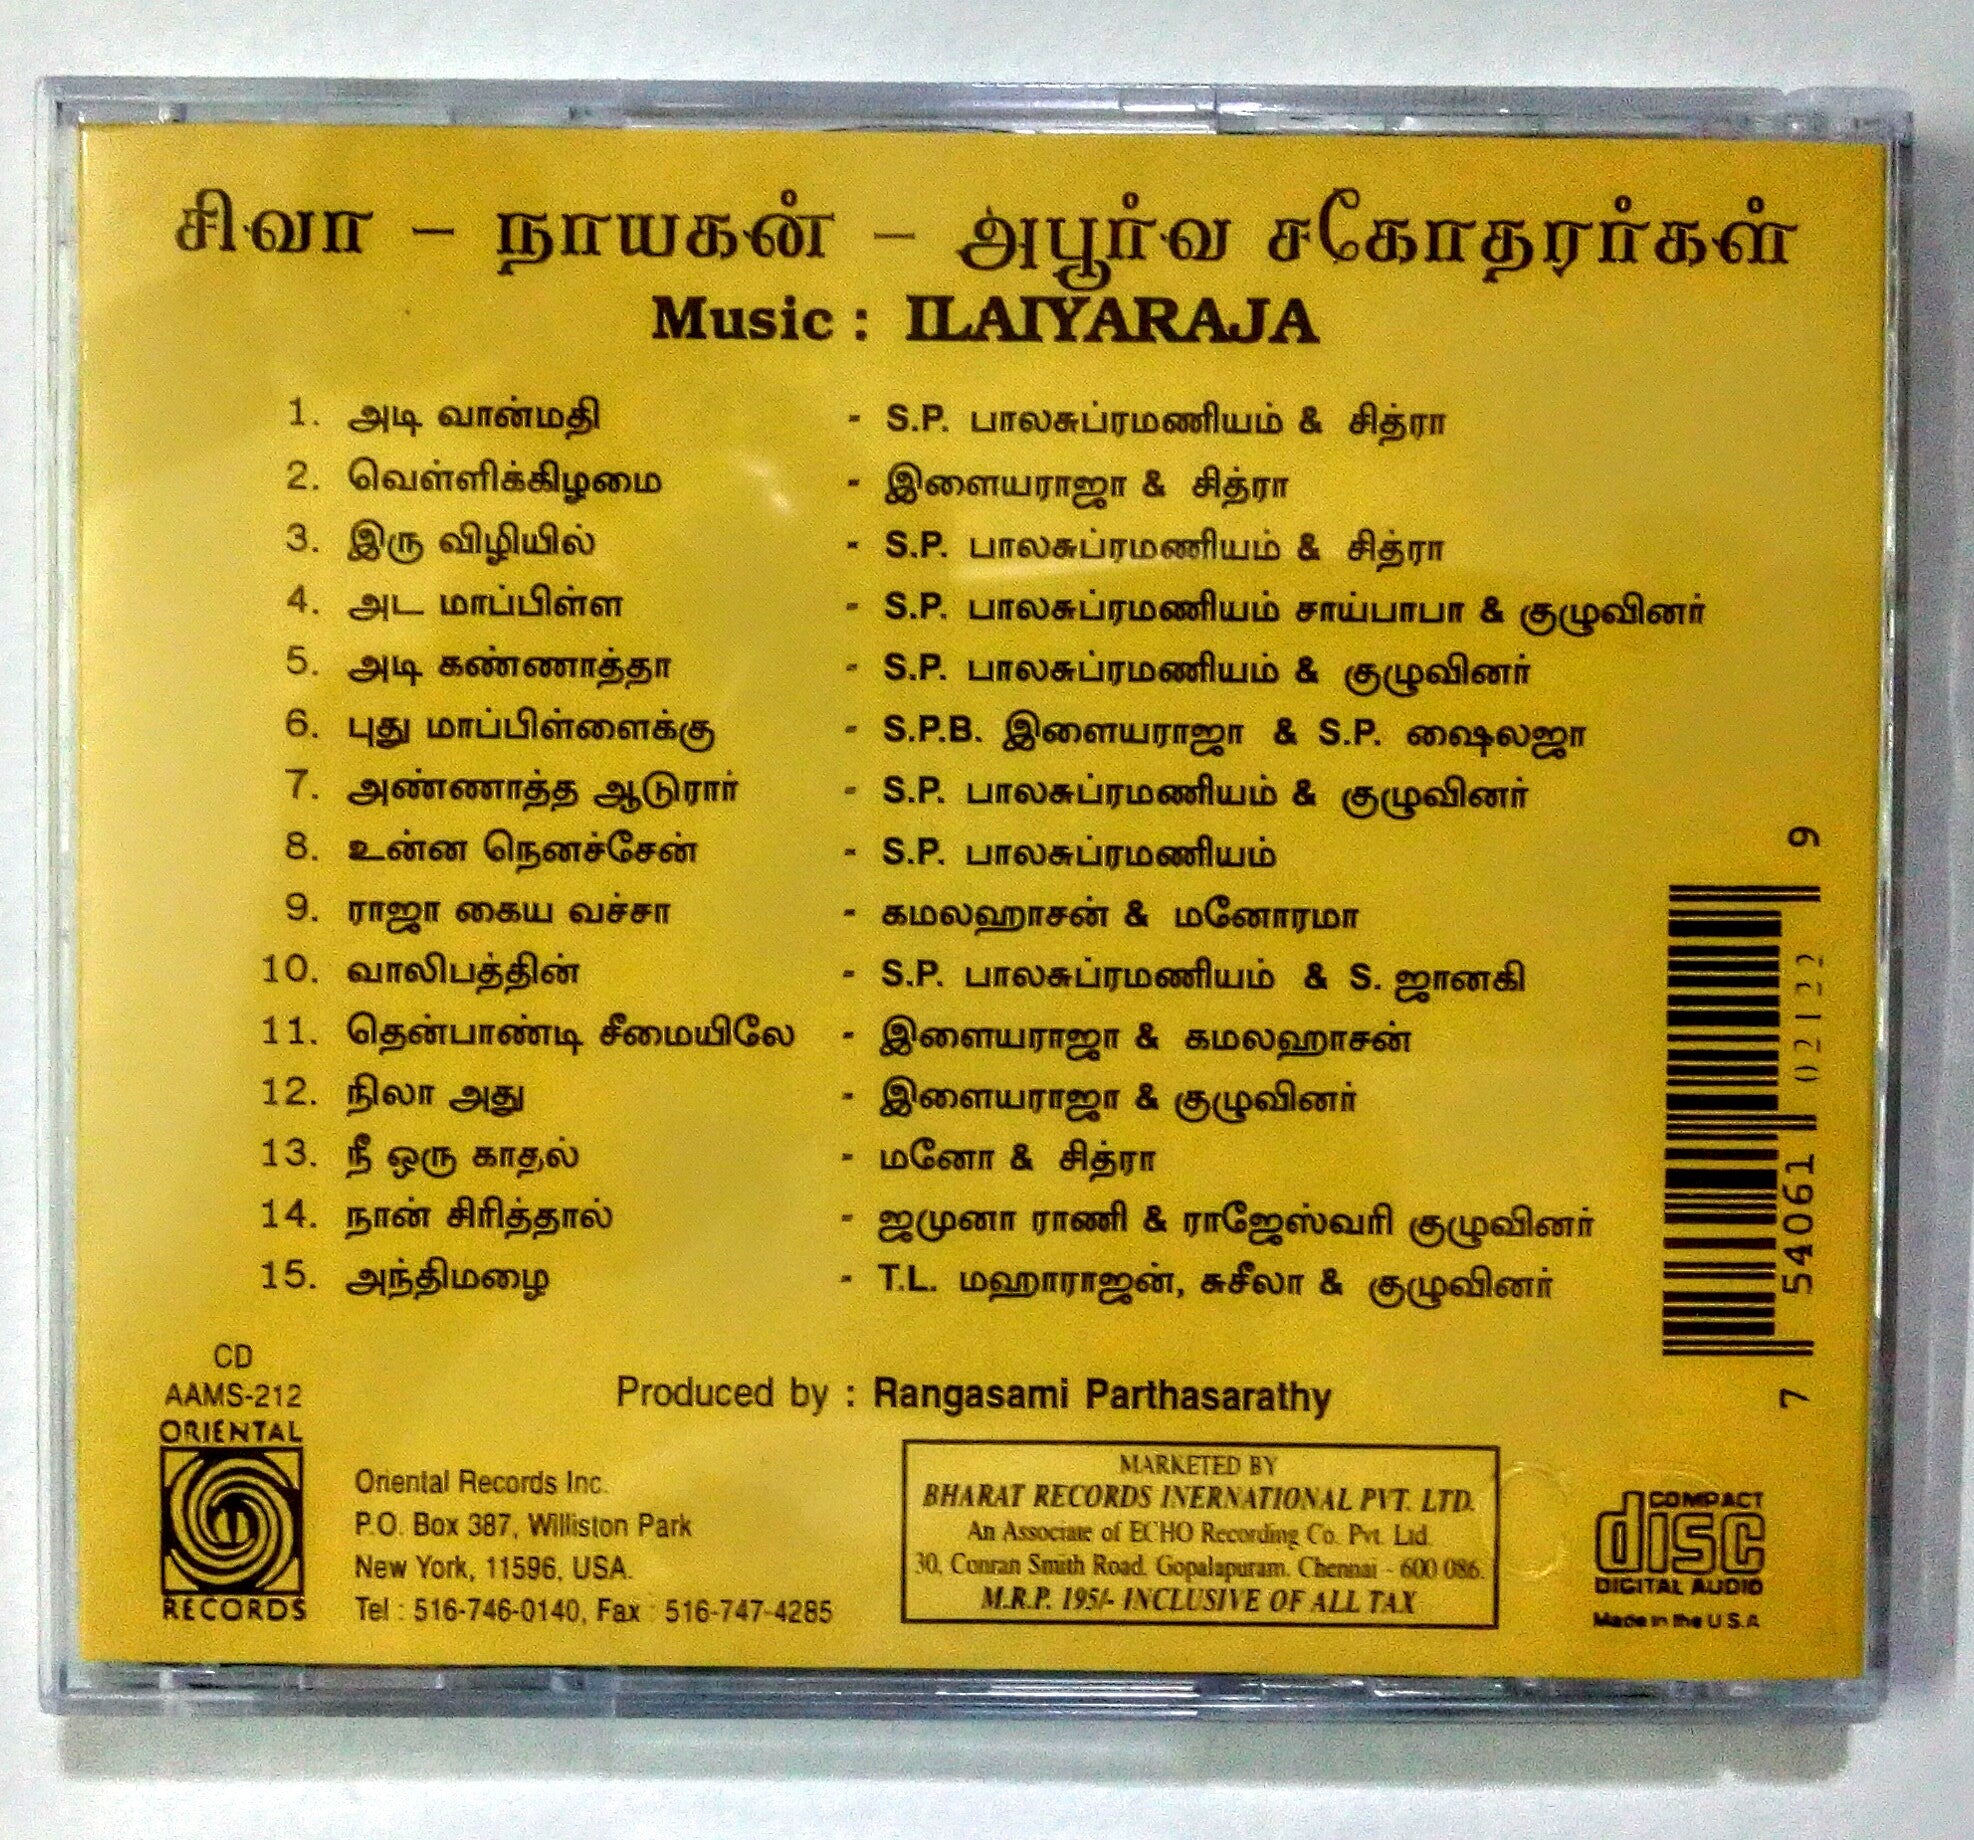 சிவா – நாயகன் – அபூர்வ சகோதரர்கள்
Music : ILAIYARAJA
1. அடி வான்மதி - S.P. பாலசுப்ரமணியம் & சித்ரா
2. வெள்ளிக்கிழமை - இளையராஜா & சித்ரா
3. இரு விழியில் - S.P. பாலசுப்ரமணியம் & சித்ரா
4. அட மாப்பிள்ள - S.P. பாலசுப்ரமணியம் சாய்பாபா & குழுவினர்
5. அடி கண்ணாத்தா - S.P. பாலசுப்ரமணியம் & குழுவினர்
6. புது மாப்பிள்ளைக்கு - S.P.B. இளையராஜா & S.P. ஷைலஜா
7. அண்ணாத்த ஆடுரார் - S.P. பாலசுப்ரமணியம் & குழுவினர்
8. உன்ன நெனச்சேன் - S.P. பாலசுப்ரமணியம்
9. ராஜா கைய வச்சா - கமலஹாசன் & மனோரமா
10. வாலிபத்தின் - S.P. பாலசுப்ரமணியம் & S. ஜானகி
11. தென்பாண்டி சீமையிலே - இளையராஜா & கமலஹாசன்
12. நிலா அது - இளையராஜா & குழுவினர்
13. நீ ஒரு காதல் - மனோ & சித்ரா
14. நான் சிரித்தால் - ஜமுனா ராணி & ராஜேஸ்வரி குழுவினர்
15. அந்திமழை - T.L. மஹாராஜன், சுசீலா & குழுவினர்
7 54061 02122 9
CD
AAMS-212
ORIENTAL
RECORDS
Produced by : Rangasami Parthasarathy
Oriental Records Inc.
P.O. Box 387, Williston Park
New York, 11596, USA.
Tel : 516-746-0140, Fax : 516-747-4285
MARKETED BY
BHARAT RECORDS INERNATIONAL PVT. LTD.
An Associate of ECHO Recording Co. Pvt. Ltd.
30, Conran Smith Road, Gopalapuram, Chennai - 600 086.
M.R.P. 195/- INCLUSIVE OF ALL TAX
COMPACT
disc
DIGITAL AUDIO
Made in the U.S.A